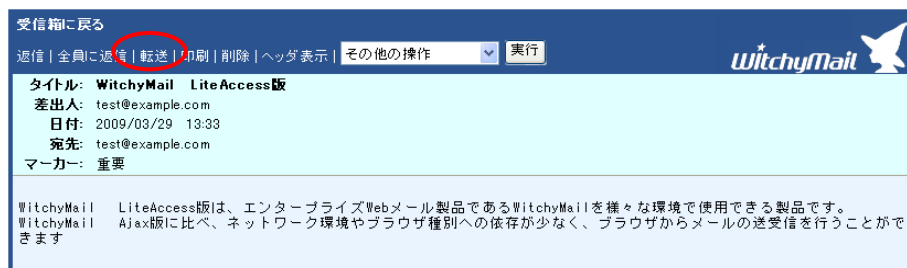 受信箱に戻る
返信 | 全員に返信 | 転送 | 印刷 | 削除 | ヘッダ表示 | その他の操作 実行
WitchyMail
タイトル: WitchyMail LiteAccess版
差出人: test@example.com
日付: 2009/03/29 13:33
宛先: test@example.com
マーカー: 重要
WitchyMail LiteAccess版は、エンタープライズWebメール製品であるWitchyMailを様々な環境で使用できる製品です。
WitchyMail Ajax版に比べ、ネットワーク環境やブラウザ種別への依存が少なく、ブラウザからメールの送受信を行うことがで
きます